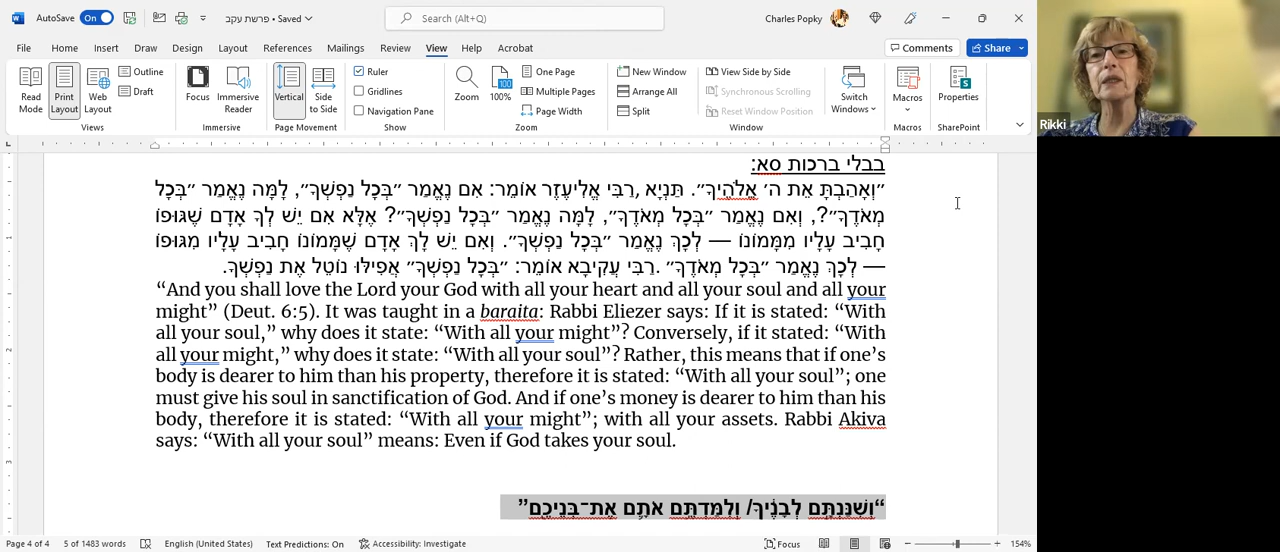 AutoSave On פרשת עקב • Saved Search (Alt+Q) Charles Popky
File Home Insert Draw Design Layout References Mailings Review View Help Acrobat Comments Share
Read Mode Print Layout Web Layout Outline Draft Views
Focus Immersive Reader Immersive
Vertical Side to Side Page Movement
Ruler Gridlines Navigation Pane Show
Zoom 100 100% One Page Multiple Pages Page Width Zoom
New Window Arrange All Split View Side by Side Synchronous Scrolling Reset Window Position Switch Windows Window
Macros Macros
Properties SharePoint
Rikki
בבלי ברכות סא:
״וְאָהַבְתָּ אֵת ה׳ אֱלֹהֶיךָ״. תַּנְיָא ,רַבִּי אֱלִיעֶזֶר אוֹמֵר: אִם נֶאֱמַר ״בְּכׇל נַפְשְׁךָ״, לָמָּה נֶאֱמַר ״בְּכׇל
מְאֹדֶךָ״?, וְאִם נֶאֱמַר ״בְּכׇל מְאֹדֶךָ״, לָמָּה נֶאֱמַר ״בְּכׇל נַפְשְׁךָ״? אֶלָּא אִם יֵשׁ לְךָ אָדָם שֶׁגּוּפוֹ
חָבִיב עָלָיו מִמָּמוֹנוֹ — לְכָךְ נֶאֱמַר ״בְּכׇל נַפְשְׁךָ״. וְאִם יֵשׁ לְךָ אָדָם שֶׁמָּמוֹנוֹ חָבִיב עָלָיו מִגּוּפוֹ
— לְכָךְ נֶאֱמַר ״בְּכׇל מְאֹדֶךָ״ .רַבִּי עֲקִיבָא אוֹמֵר: ״בְּכׇל נַפְשְׁךָ״ אֲפִילּוּ נוֹטֵל אֶת נַפְשְׁךָ.
“And you shall love the Lord your God with all your heart and all your soul and all your
might” (Deut. 6:5). It was taught in a baraita: Rabbi Eliezer says: If it is stated: “With
all your soul,” why does it state: “With all your might”? Conversely, if it stated: “With
all your might,” why does it state: “With all your soul”? Rather, this means that if one’s
body is dearer to him than his property, therefore it is stated: “With all your soul”; one
must give his soul in sanctification of God. And if one’s money is dearer to him than his
body, therefore it is stated: “With all your might”; with all your assets. Rabbi Akiva
says: “With all your soul” means: Even if God takes your soul.
“וְשִׁנַּנְתָּם לְבָנֶיךָ/ וְלִמַּדְתֶּם אֹתָם אֶת־בְּנֵיכֶם”
Page 4 of 4 5 of 1483 words English (United States) Text Predictions: On Accessibility: Investigate Focus 154%